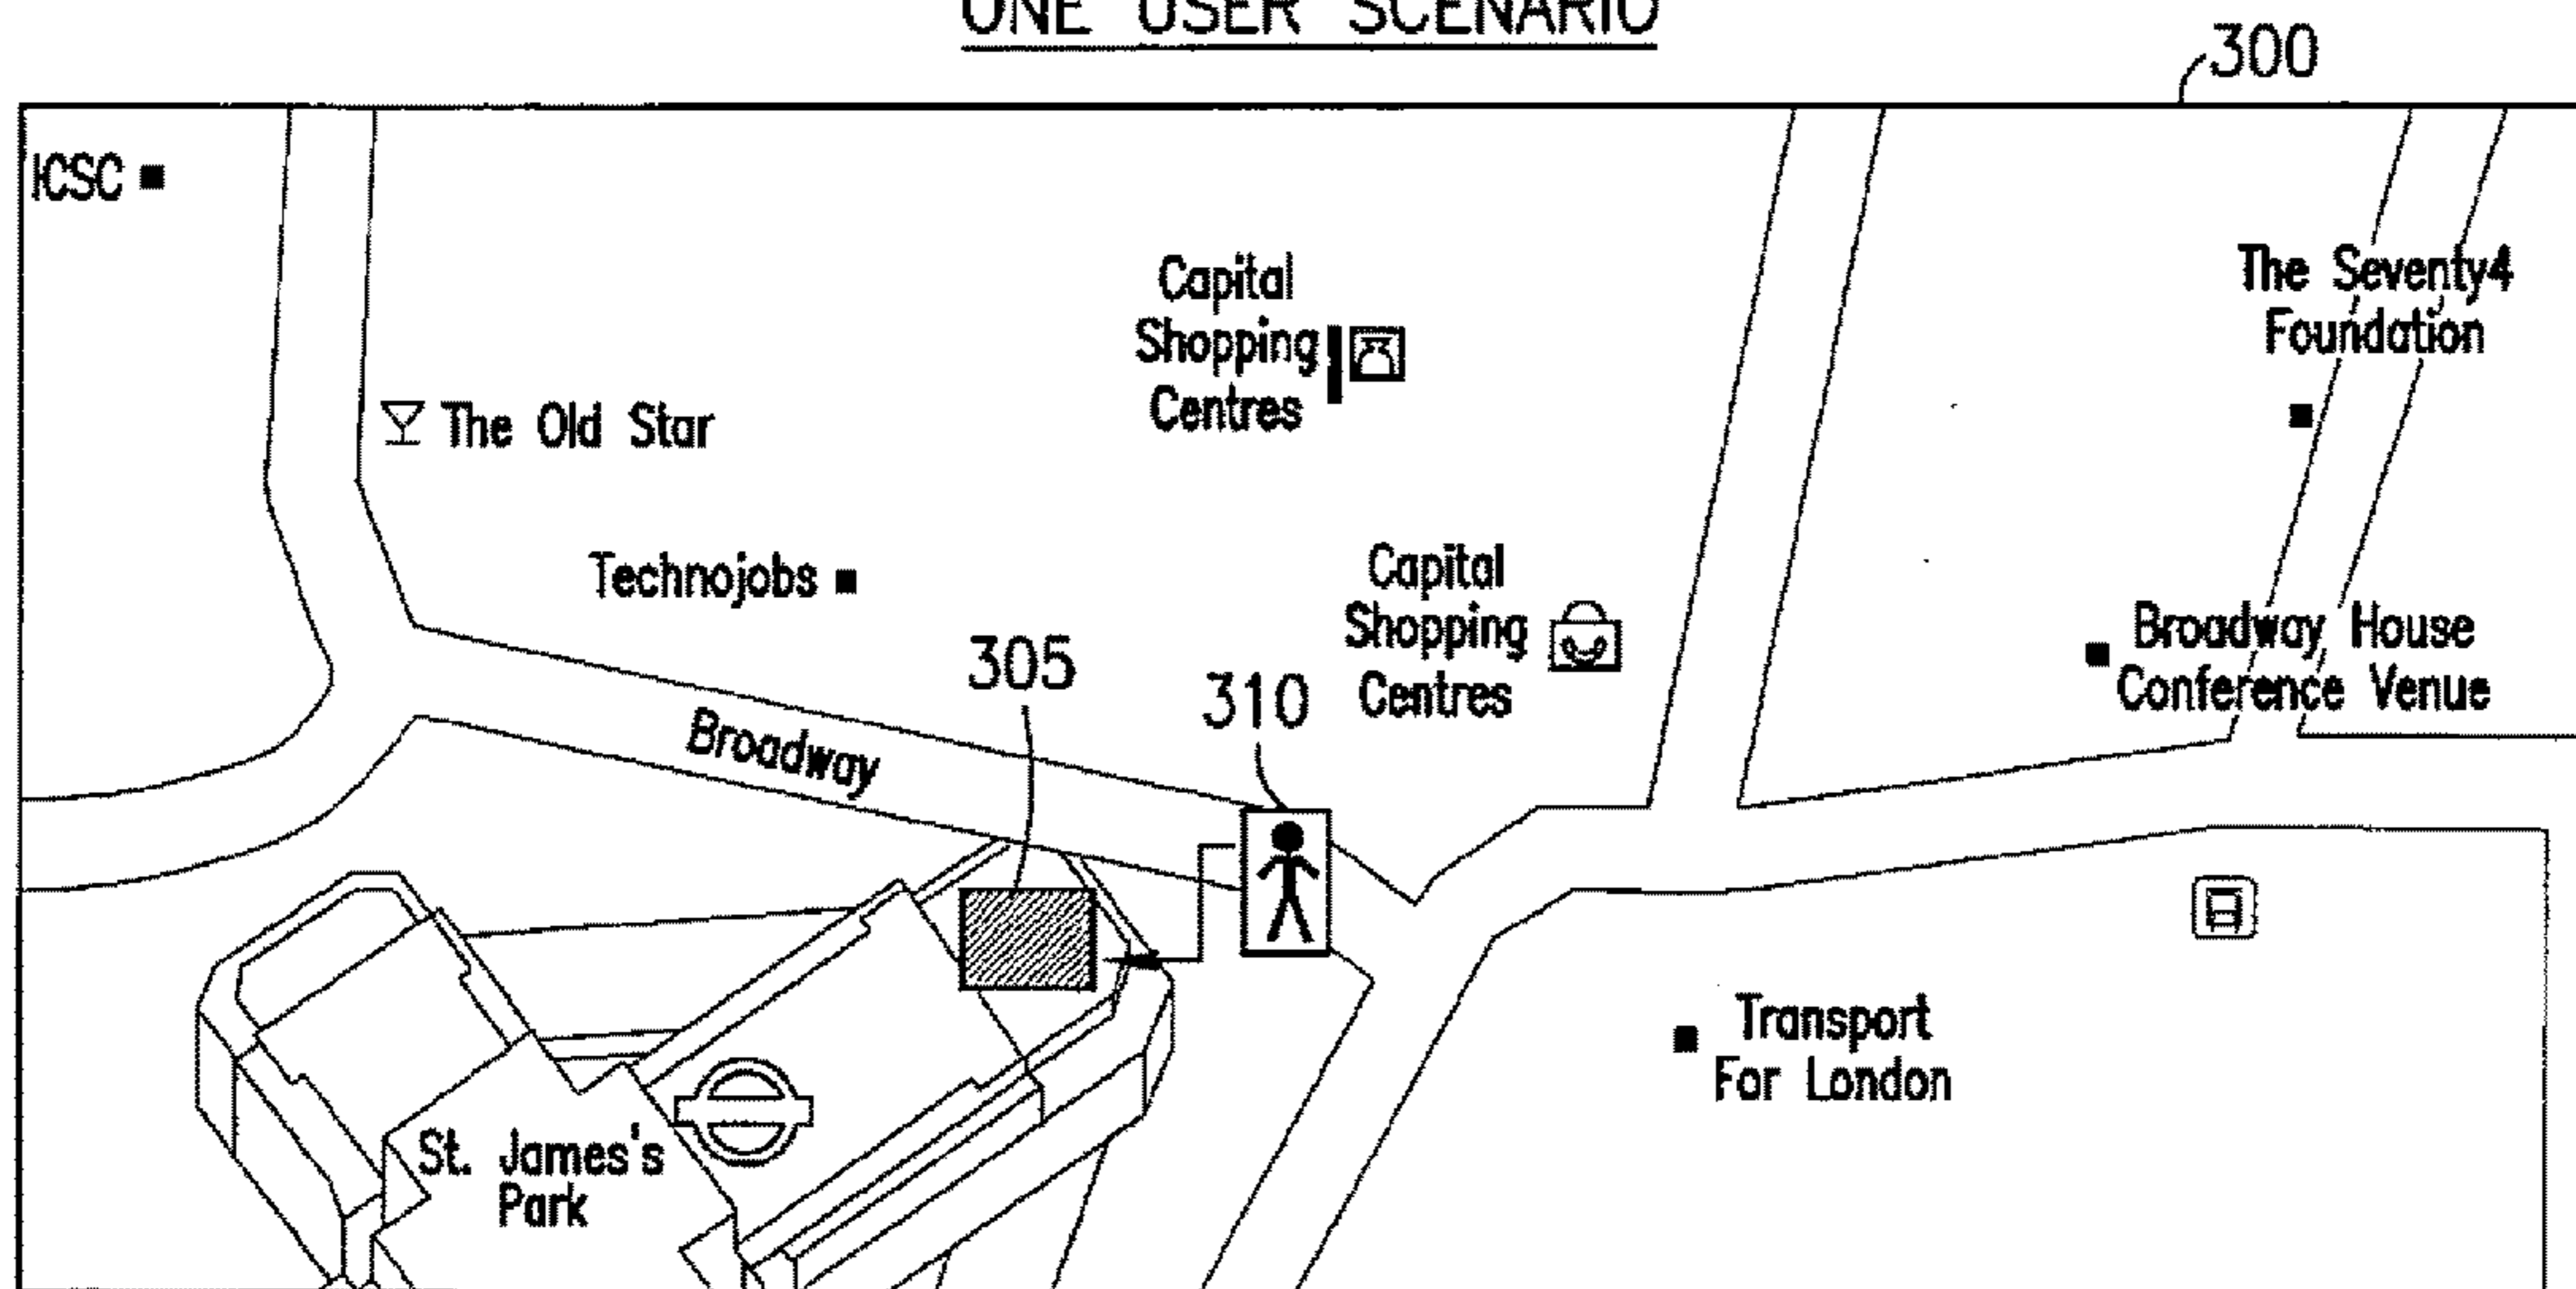 ONE USER SCENARIO
300
ICSC
Capital
Shopping
Centres
The Seventy4
Foundation
The Old Star
Technojobs
Capital
Shopping
Centres
Broadway House
Conference Venue
305
310
Broadway
Transport
For London
St. James's
Park